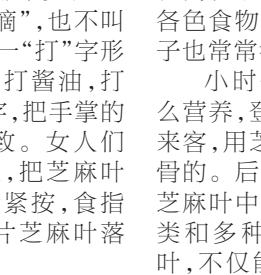 商”,也不叫
一“打”字形
打酱油,打
字,把手掌的
致。女人们
,把芝麻叶
紧按,食指
片芝麻叶落
各色食物
子也常常
小时
么营养,登
来客,用芝
骨的。后
芝麻叶中
类和多种
叶,不仅能